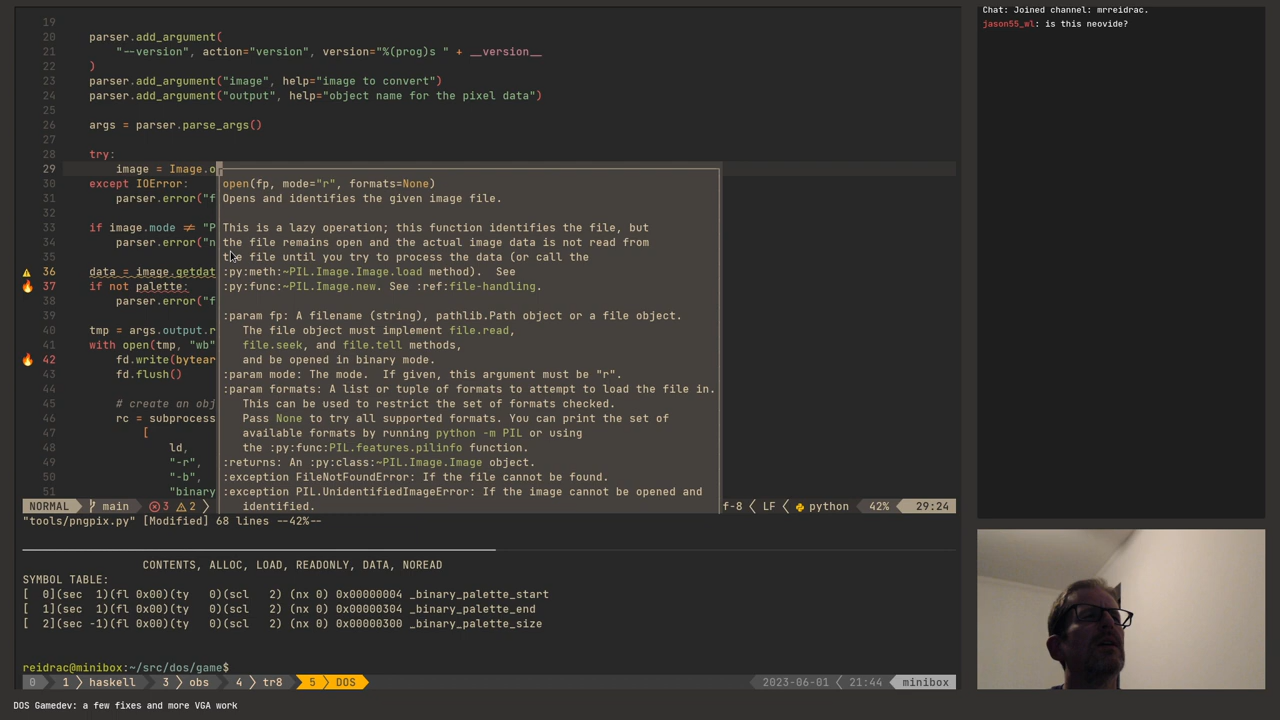 19
20 parser.add_argument(
21 "--version", action="version", version="%(prog)s " + __version__
22 )
23 parser.add_argument("image", help="image to convert")
24 parser.add_argument("output", help="object name for the pixel data")
25
26 args = parser.parse_args()
27
28 try:
29 image = Image.o
30 except IOError: open(fp, mode="r", formats=None)
31 parser.error("f Opens and identifies the given image file.
32
33 if image.mode ≠ "P This is a lazy operation; this function identifies the file, but
34 parser.error("n the file remains open and the actual image data is not read from
35 the file until you try to process the data (or call the
36 data = image.getdat :py:meth:~PIL.Image.Image.load method). See
37 if not palette: :py:func:~PIL.Image.new. See :ref:file-handling.
38 parser.error("f
39 :param fp: A filename (string), pathlib.Path object or a file object.
40 tmp = args.output.r The file object must implement file.read,
41 with open(tmp, "wb" file.seek, and file.tell methods,
42 fd.write(bytear and be opened in binary mode.
43 fd.flush() :param mode: The mode. If given, this argument must be "r".
44 :param formats: A list or tuple of formats to attempt to load the file in.
45 # create an obj This can be used to restrict the set of formats checked.
46 rc = subprocess Pass None to try all supported formats. You can print the set of
47 [ available formats by running python -m PIL or using
48 ld, the :py:func:PIL.features.pilinfo function.
49 "-r", :returns: An :py:class:~PIL.Image.Image object.
50 "-b", :exception FileNotFoundError: If the file cannot be found.
51 "binary :exception PIL.UnidentifiedImageError: If the image cannot be opened and
NORMAL main 3 2 identified. f-8 LF python 42% 29:24
"tools/pngpix.py" [Modified] 68 lines --42%--
CONTENTS, ALLOC, LOAD, READONLY, DATA, NOREAD
SYMBOL TABLE:
[ 0](sec 1)(fl 0x00)(ty 0)(scl 2) (nx 0) 0x00000004 _binary_palette_start
[ 1](sec 1)(fl 0x00)(ty 0)(scl 2) (nx 0) 0x00000304 _binary_palette_end
[ 2](sec -1)(fl 0x00)(ty 0)(scl 2) (nx 0) 0x00000300 _binary_palette_size
reidrac@minibox:~/src/dos/game$
0 1 haskell 3 obs 4 tr8 5 DOS 2023-06-01 21:44 minibox
DOS Gamedev: a few fixes and more VGA work
Chat: Joined channel: mrreidrac.
jason55_wl: is this neovide?